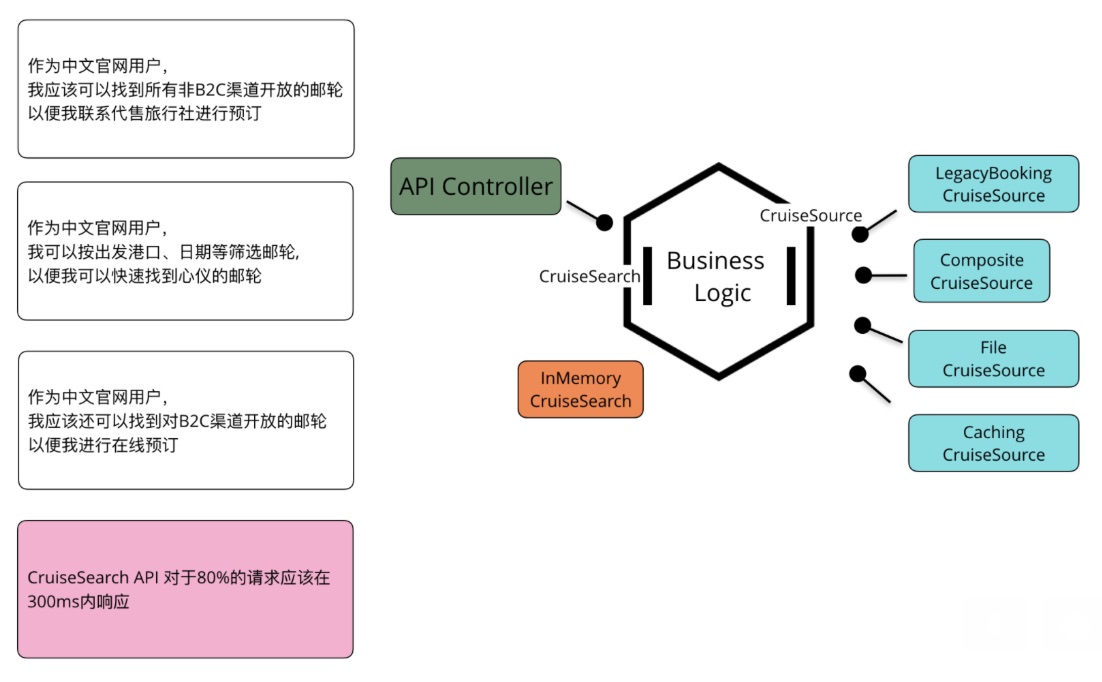 作为中文官网用户，
我应该可以找到所有非B2C渠道开放的邮轮
以便我联系代售旅行社进行预订
作为中文官网用户，
我可以按出发港口、日期等筛选邮轮,
以便我可以快速找到心仪的邮轮
作为中文官网用户，
我应该还可以找到对B2C渠道开放的邮轮
以便我进行在线预订
CruiseSearch API 对于80%的请求应该在
300ms内响应
API Controller
CruiseSearch
Business
Logic
CruiseSource
InMemory
CruiseSearch
LegacyBooking
CruiseSource
Composite
CruiseSource
File
CruiseSource
Caching
CruiseSource